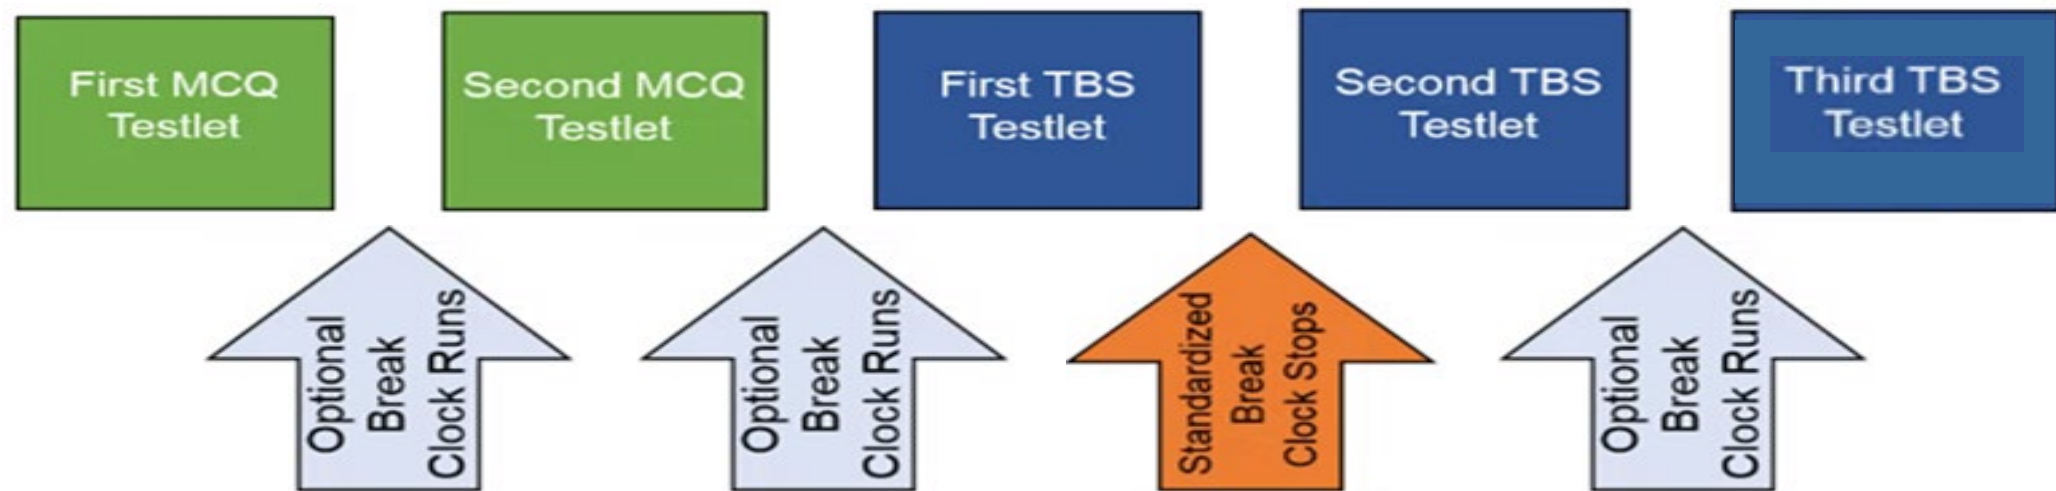 First MCQ
Testlet
Second MCQ
Testlet
First TBS
Testlet
Second TBS
Testlet
Third TBS
Testlet
Optional
Break
Clock Runs
Optional
Break
Clock Runs
Standardized
Break
Clock Stops
Optional
Break
Clock Runs